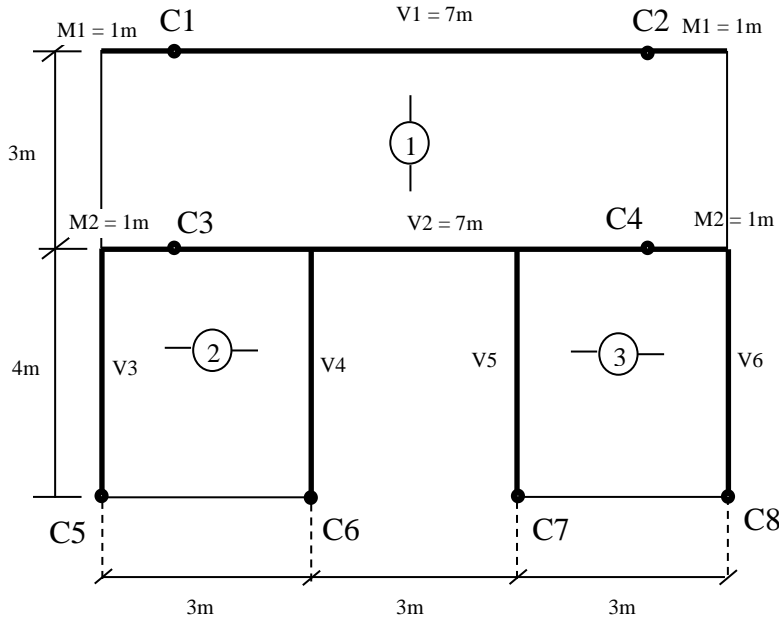 V1 = 7m
M1 = 1m
C1
C2
M1 = 1m
1
3m
M2 = 1m
C3
V2 = 7m
C4
M2 = 1m
4m
V3
2
V4
V5
3
V6
C5
C6
C7
C8
3m
3m
3m